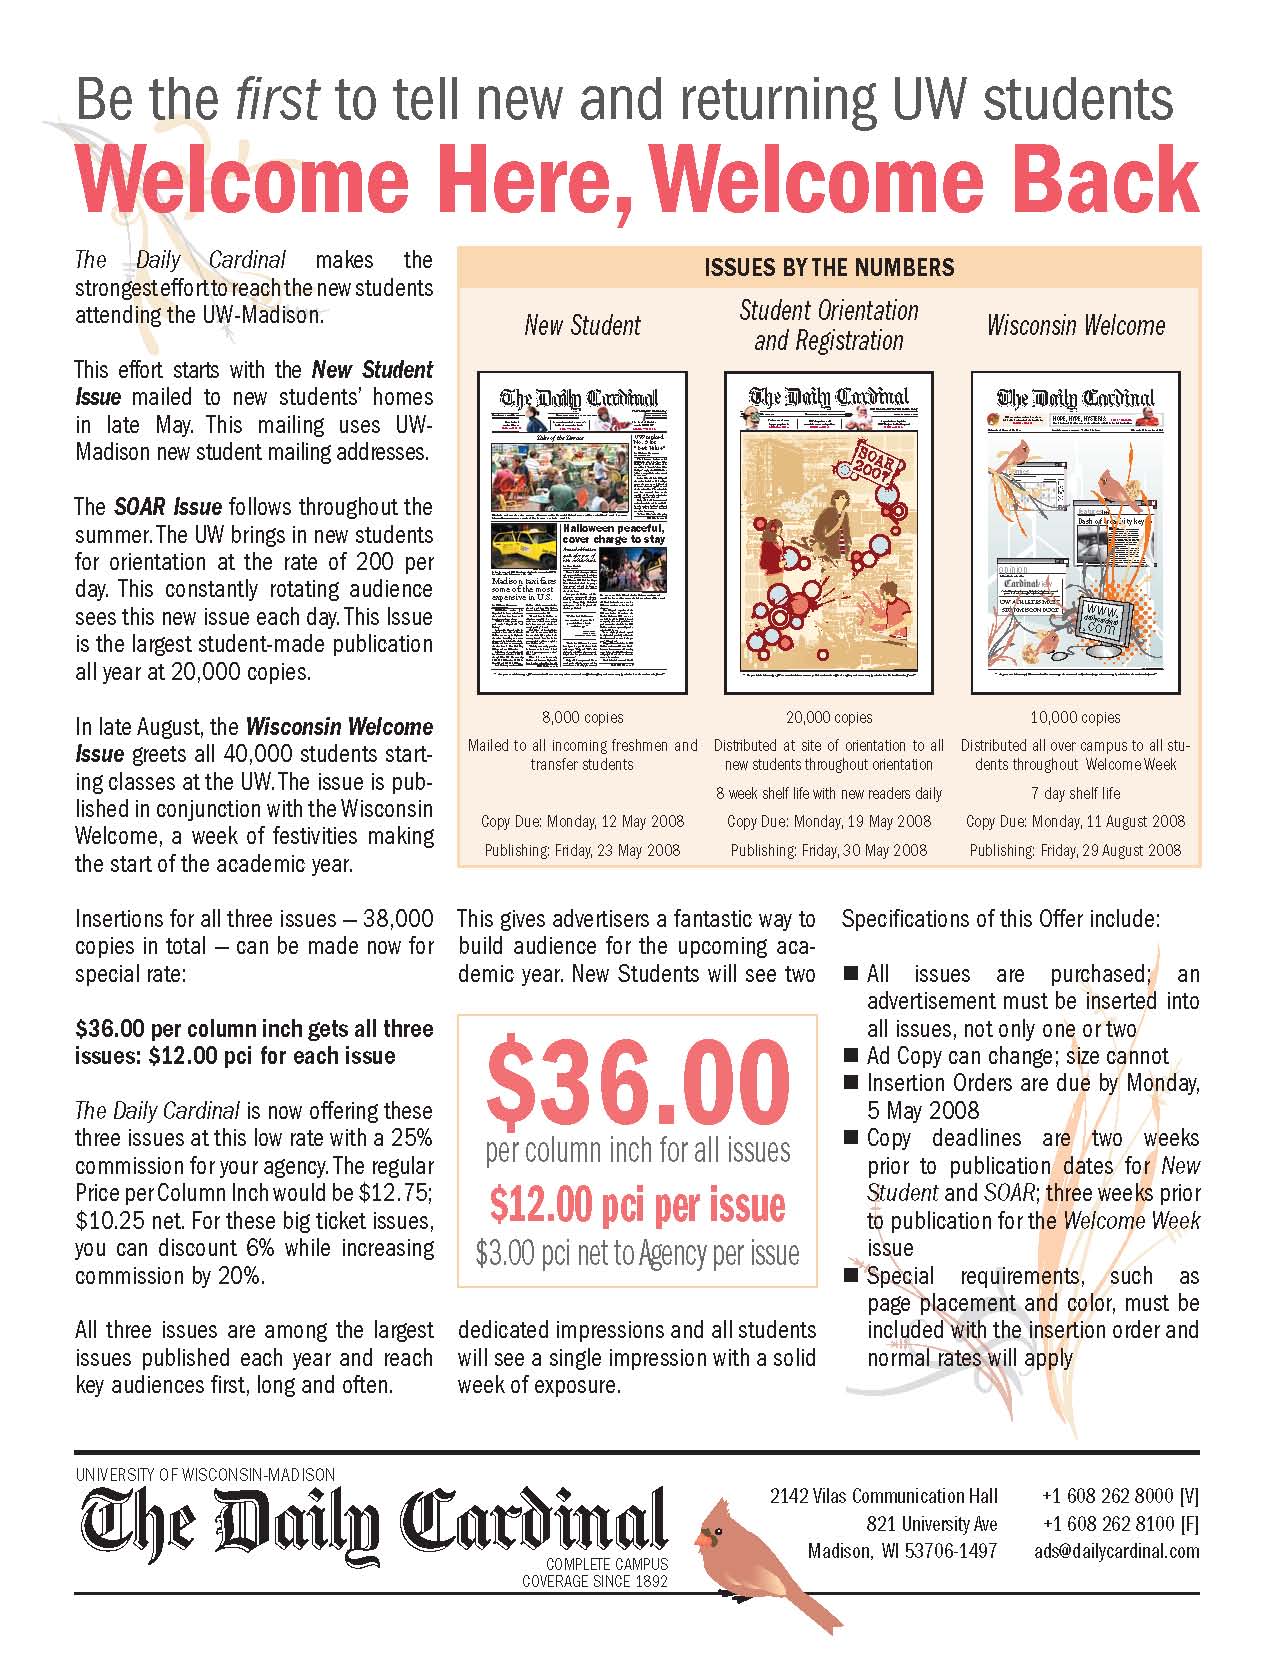 Be the first to tell new and returning UW students
Welcome Here, Welcome Back
The Daily Cardinal makes the
strongest effort to reach the new students
attending the UW-Madison.
This effort starts with the New Student
Issue mailed to new students’ homes
in late May. This mailing uses UW-
Madison new student mailing addresses.
The SOAR Issue follows throughout the
summer. The UW brings in new students
for orientation at the rate of 200 per
day. This constantly rotating audience
sees this new issue each day. This Issue
is the largest student-made publication
all year at 20,000 copies.
In late August, the Wisconsin Welcome
Issue greets all 40,000 students start-
ing classes at the UW. The issue is pub-
lished in conjunction with the Wisconsin
Welcome, a week of festivities making
the start of the academic year.
ISSUES BY THE NUMBERS
New Student
The Daily Cardinal
Tales of the Terrace
Halloween peaceful,
cover charge to stay
Madison taxi fares
some of the most
expensive in U.S.
8,000 copies
Mailed to all incoming freshmen and
transfer students
Copy Due: Monday, 12 May 2008
Publishing: Friday, 23 May 2008
Student Orientation
and Registration
The Daily Cardinal
SOAR
2007
20,000 copies
Distributed at site of orientation to all
new students throughout orientation
8 week shelf life with new readers daily
Copy Due: Monday, 19 May 2008
Publishing: Friday, 30 May 2008
Wisconsin Welcome
The Daily Cardinal
HOPE, HYPE, HYSTERIA
OPINION
Cardinal
www.
dailycardinal
.com
10,000 copies
Distributed all over campus to all stu-
dents throughout Welcome Week
7 day shelf life
Copy Due: Monday, 11 August 2008
Publishing: Friday, 29 August 2008
Insertions for all three issues — 38,000
copies in total — can be made now for
special rate:
$36.00 per column inch gets all three
issues: $12.00 pci for each issue
The Daily Cardinal is now offering these
three issues at this low rate with a 25%
commission for your agency. The regular
Price per Column Inch would be $12.75;
$10.25 net. For these big ticket issues,
you can discount 6% while increasing
commission by 20%.
All three issues are among the largest
issues published each year and reach
key audiences first, long and often.
This gives advertisers a fantastic way to
build audience for the upcoming aca-
demic year. New Students will see two
$36.00
per column inch for all issues
$12.00 pci per issue
$3.00 pci net to Agency per issue
dedicated impressions and all students
will see a single impression with a solid
week of exposure.
Specifications of this Offer include:
■ All issues are purchased; an
advertisement must be inserted into
all issues, not only one or two
■ Ad Copy can change; size cannot
■ Insertion Orders are due by Monday,
5 May 2008
■ Copy deadlines are two weeks
prior to publication dates for New
Student and SOAR; three weeks prior
to publication for the Welcome Week
issue
■ Special requirements, such as
page placement and color, must be
included with the insertion order and
normal rates will apply
UNIVERSITY OF WISCONSIN-MADISON
The Daily Cardinal
COMPLETE CAMPUS
COVERAGE SINCE 1892
2142 Vilas Communication Hall
821 University Ave
Madison, WI 53706-1497
+1 608 262 8000 [V]
+1 608 262 8100 [F]
ads@dailycardinal.com